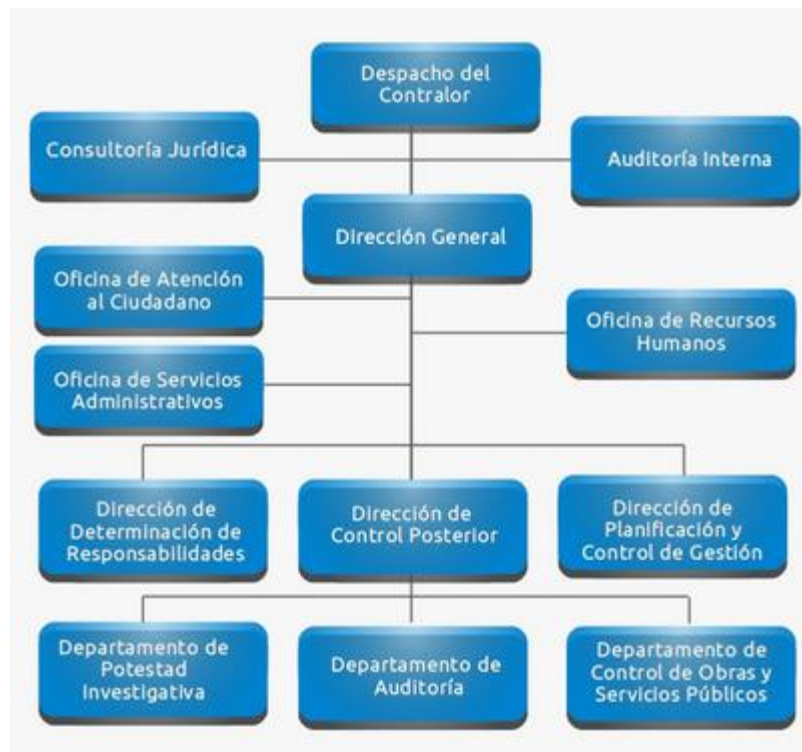 Despacho del
Contralor
Consultoría Jurídica
Auditoría Interna
Dirección General
Oficina de Atención
al Ciudadano
Oficina de Recursos
Humanos
Oficina de Servicios
Administrativos
Dirección de
Determinación de
Responsabilidades
Dirección de
Control Posterior
Dirección de
Planificación y
Control de Gestión
Departamento de
Potestad
Investigativa
Departamento de
Auditoría
Departamento de
Control de Obras y
Servicios Públicos